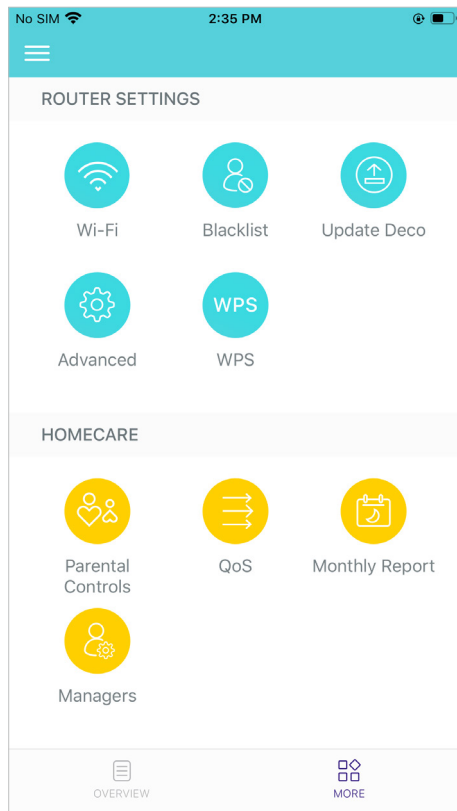 No SIM 2:35 PM
ROUTER SETTINGS
Wi-Fi Blacklist Update Deco
WPS
Advanced WPS
HOMECARE
Parental Controls QoS Monthly Report
Managers
OVERVIEW MORE